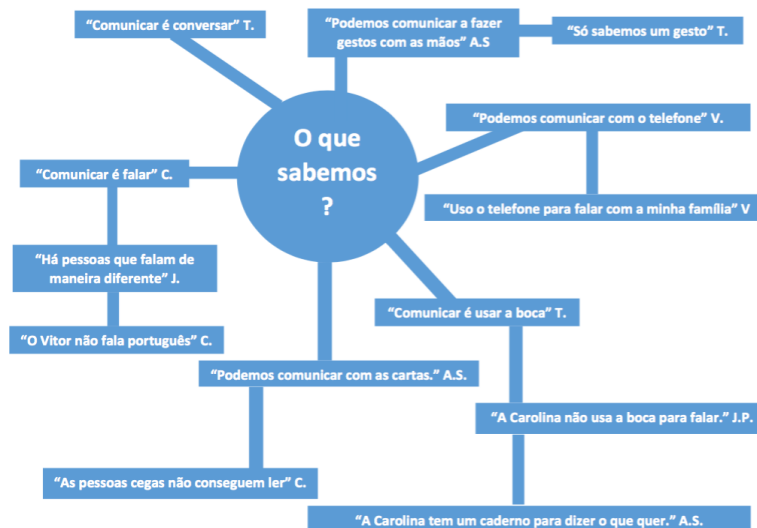 “Comunicar é conversar” T.
“Podemos comunicar a fazer
gestos com as mãos” A.S
“Só sabemos um gesto” T.
O que
sabemos
?
“Podemos comunicar com o telefone” V.
“Uso o telefone para falar com a minha família” V
“Comunicar é falar” C.
“Há pessoas que falam de
maneira diferente” J.
“O Vitor não fala português” C.
“Comunicar é usar a boca” T.
“Podemos comunicar com as cartas.” A.S.
“A Carolina não usa a boca para falar.” J.P.
“As pessoas cegas não conseguem ler” C.
“A Carolina tem um caderno para dizer o que quer.” A.S.